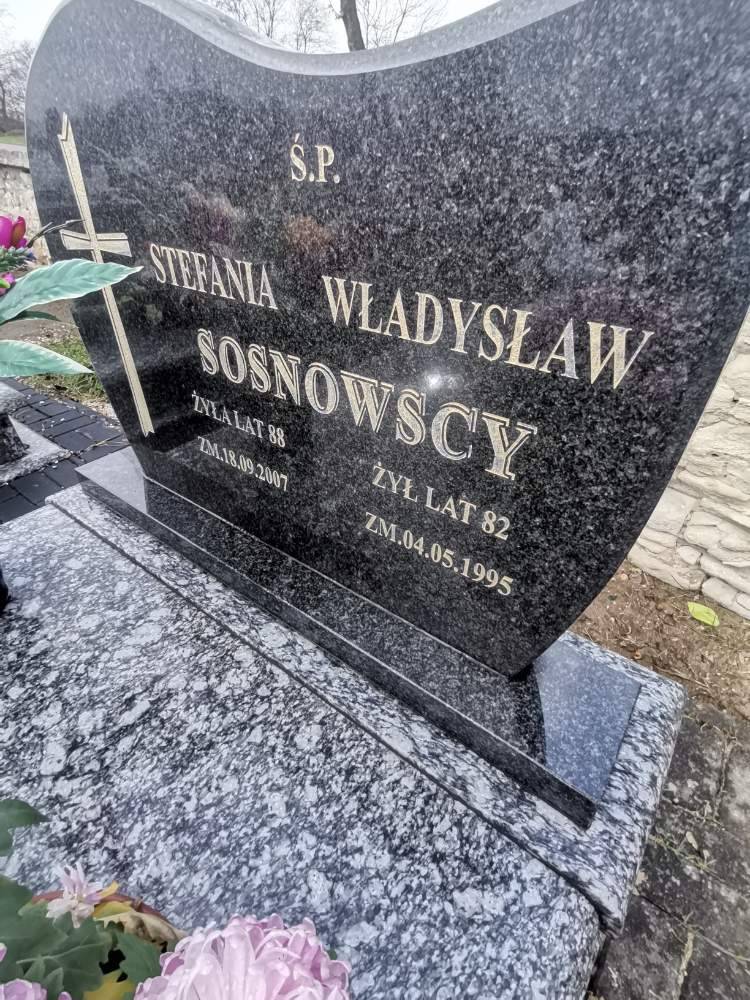 Ś.P.
STEFANIA WŁADYSŁAW
SOSNOWSCY
ŻYŁA LAT 88
ZM.18.09.2007
ŻYŁ LAT 82
ZM.04.05.1995